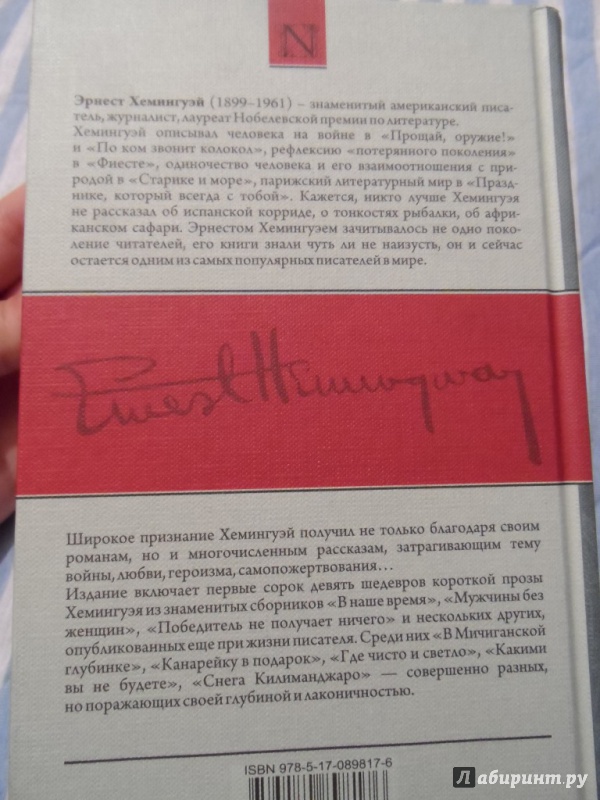 N
Эрнест Хемингуэй (1899–1961) – знаменитый американский писа-
тель, журналист, лауреат Нобелевской премии по литературе.
Хемингуэй описывал человека на войне в «Прощай, оружие!»
и «По ком звонит колокол», рефлексию «потерянного поколения»
в «Фиесте», одиночество человека и его взаимоотношения с при-
родой в «Старике и море», парижский литературный мир в «Празд-
нике, который всегда с тобой». Кажется, никто лучше Хемингуэя
не рассказал об испанской корриде, о тонкостях рыбалки, об афри-
канском сафари. Эрнестом Хемингуэем зачитывалось не одно поко-
ление читателей, его книги знали чуть ли не наизусть, он и сейчас
остается одним из самых популярных писателей в мире.
Ernest Hemingway
Широкое признание Хемингуэй получил не только благодаря своим
романам, но и многочисленным рассказам, затрагивающим тему
войны, любви, героизма, самопожертвования...
Издание включает первые сорок девять шедевров короткой прозы
Хемингуэя из знаменитых сборников «В наше время», «Мужчины без
женщин», «Победитель не получает ничего» и нескольких других,
опубликованных еще при жизни писателя. Среди них «В Мичиганской
глубинке», «Канарейку в подарок», «Где чисто и светло», «Какими
вы не будете», «Снега Килиманджаро» — совершенно разных,
но поражающих своей глубиной и лаконичностью.
ISBN 978-5-17-089817-6
Лабиринт.ру